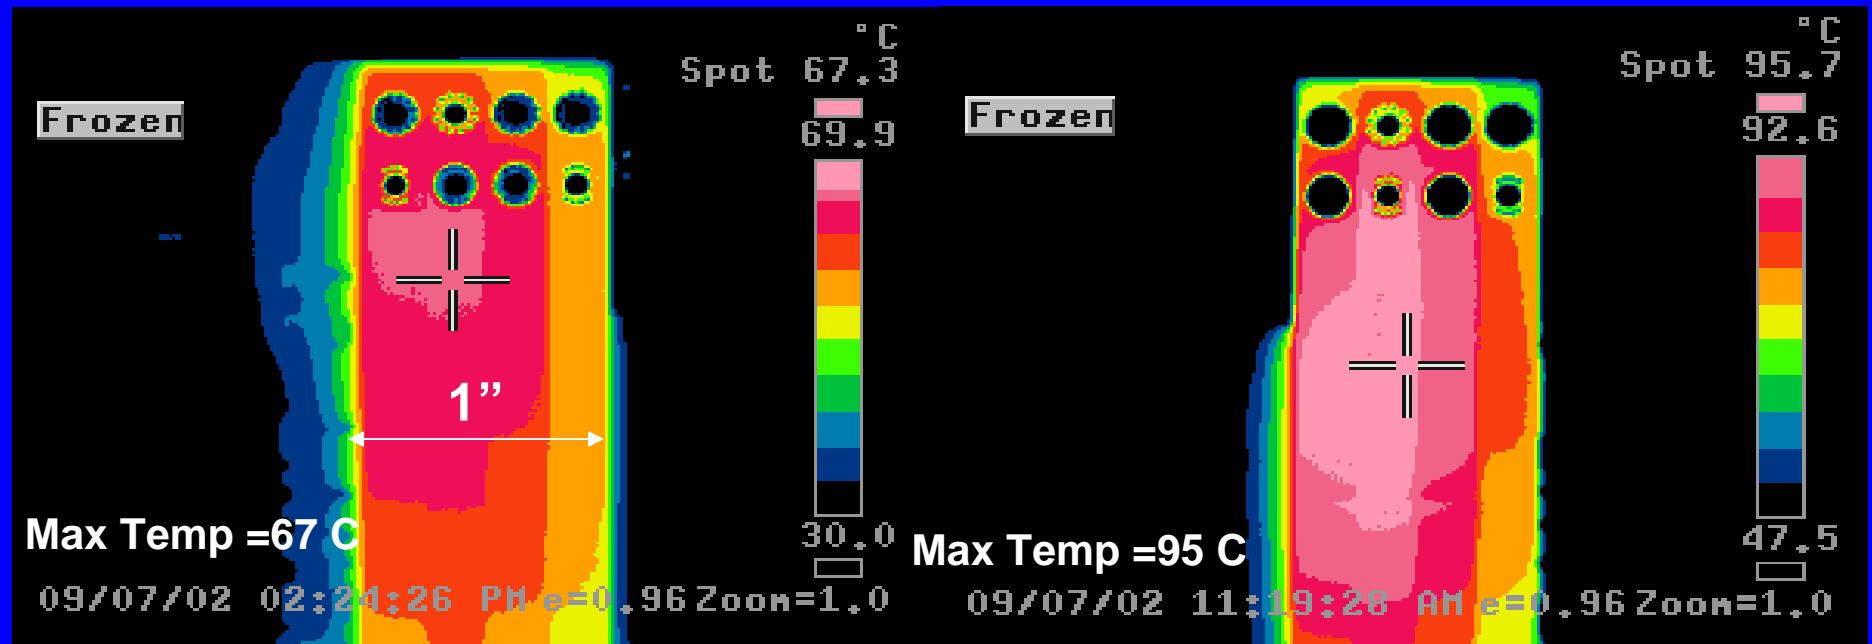 °C
Spot 67.3
Frozen
69.9
1”
30.0
Max Temp =67 C
09/07/02 02:24:26 PM e=0.96 Zoom=1.0
°C
Spot 95.7
Frozen
92.6
47.5
Max Temp =95 C
09/07/02 11:19:28 AM e=0.96 Zoom=1.0